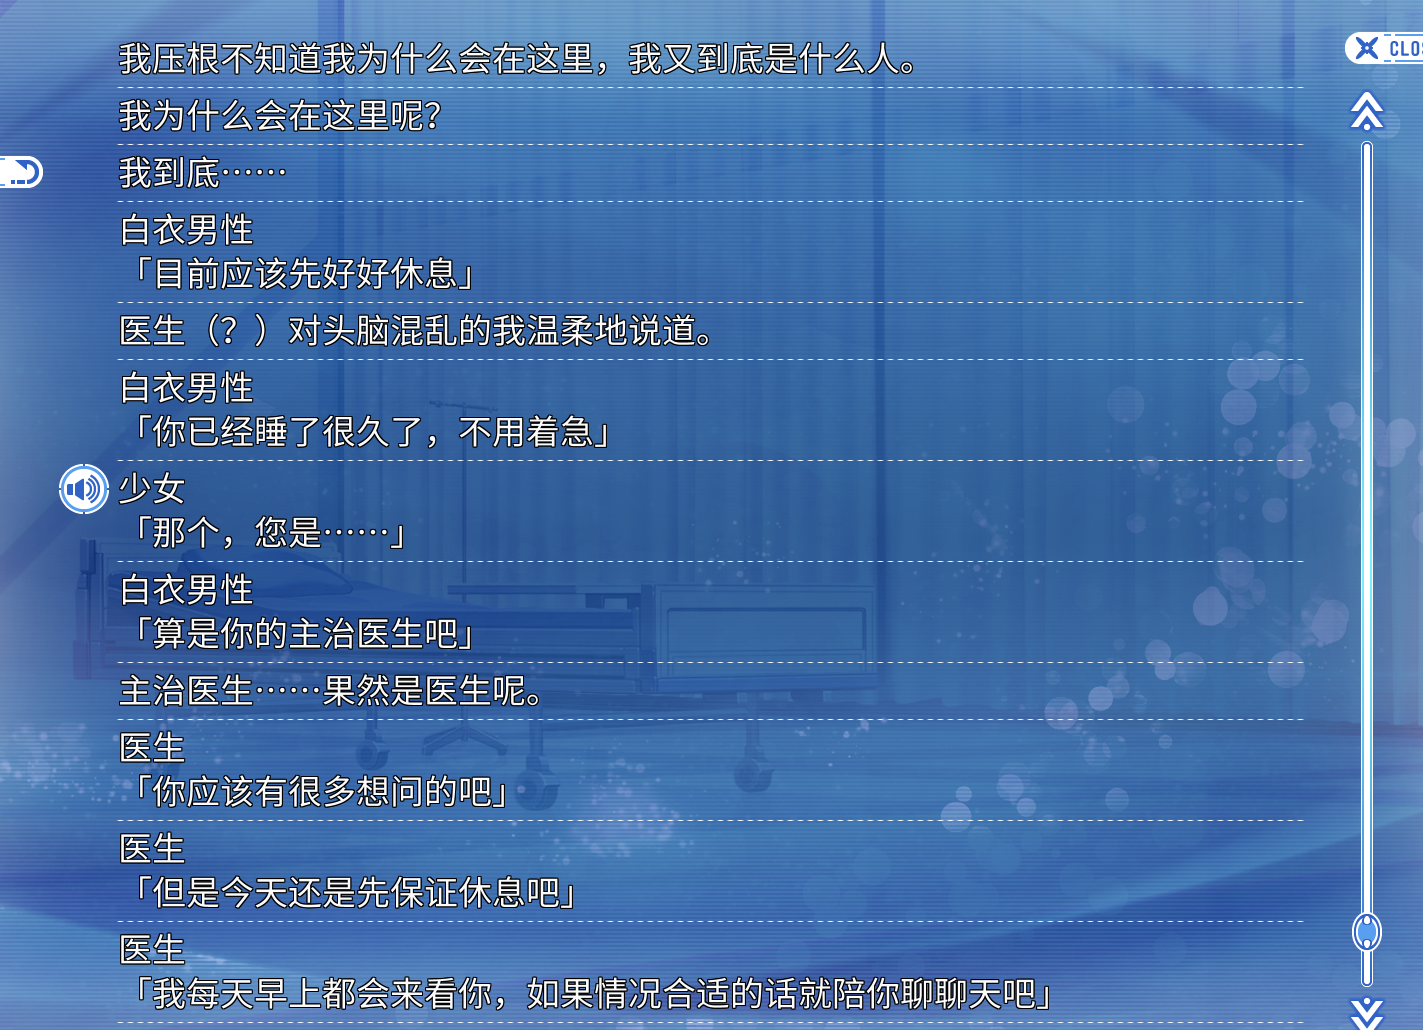 我压根不知道我为什么会在这里，我又到底是什么人。
我为什么会在这里呢？
我到底……
白衣男性
「目前应该先好好休息」
医生（？）对头脑混乱的我温柔地说道。
白衣男性
「你已经睡了很久了，不用着急」
少女
「那个，您是……」
白衣男性
「算是你的主治医生吧」
主治医生……果然是医生呢。
医生
「你应该有很多想问的吧」
医生
「但是今天还是先保证休息吧」
医生
「我每天早上都会来看你，如果情况合适的话就陪你聊聊天吧」